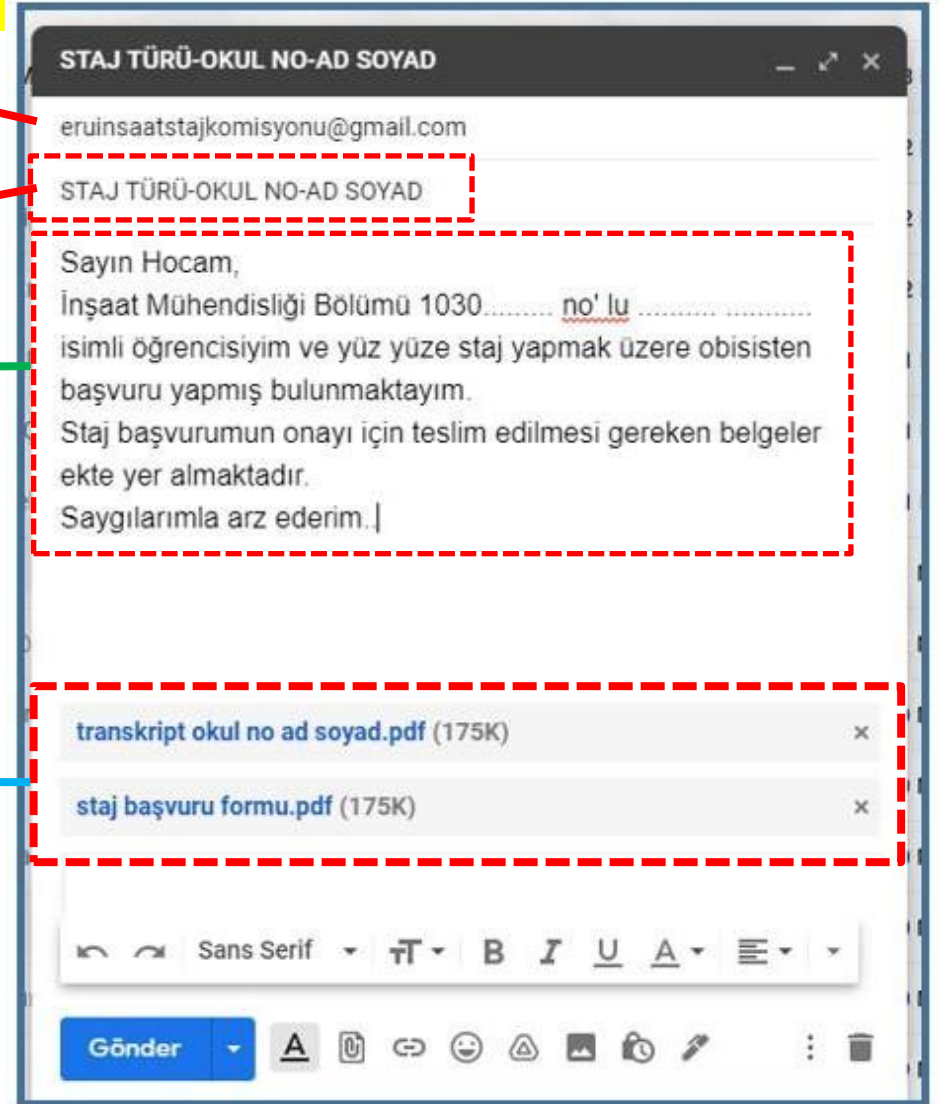 STAJ TÜRÜ-OKUL NO-AD SOYAD
eruinsaatstajkomisyonu@gmail.com
STAJ TÜRÜ-OKUL NO-AD SOYAD
Sayın Hocam,
İnşaat Mühendisliği Bölümü 1030......... no' lu .......... ...........
isimli öğrencisiyim ve yüz yüze staj yapmak üzere obisisten
başvuru yapmış bulunmaktayım.
Staj başvurumun onayı için teslim edilmesi gereken belgeler
ekte yer almaktadır.
Saygılarımla arz ederim.
transkript okul no ad soyad.pdf (175K)
staj başvuru formu.pdf (175K)
Sans Serif
Gönder